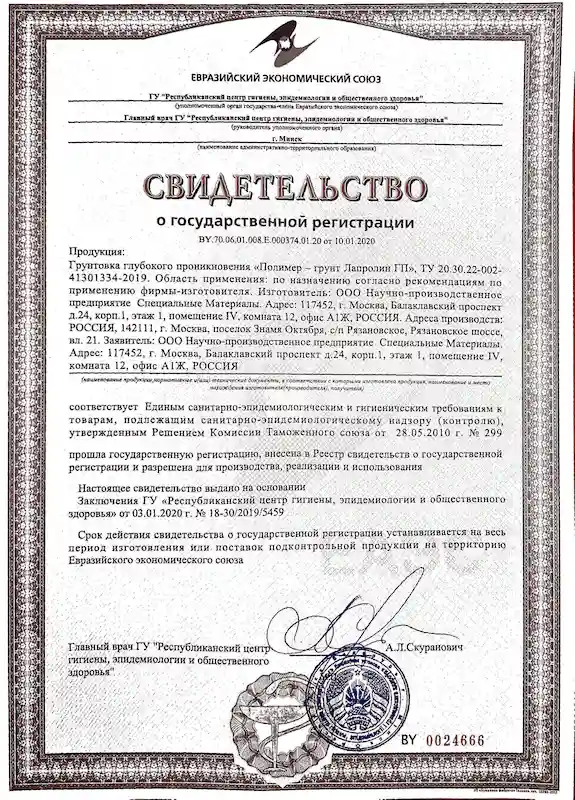 ЕВРАЗИЙСКИЙ ЭКОНОМИЧЕСКИЙ СОЮЗ
ГУ "Республиканский центр гигиены, эпидемиологии и общественного здоровья"
(уполномоченный орган государства-члена Евразийского экономического союза)
Главный врач ГУ "Республиканский центр гигиены, эпидемиологии и общественного здоровья"
(руководитель уполномоченного органа)
г. Минск
(наименование административно-территориального образования)
СВИДЕТЕЛЬСТВО
о государственной регистрации
BY.70.06.01.008.E.000374.01.20 от 10.01.2020
Продукция:
Грунтовка глубокого проникновения «Полимер – грунт Лапролин ГП», ТУ 20.30.22-002-
41301334-2019. Область применения: по назначению согласно рекомендациям по
применению фирмы-изготовителя. Изготовитель: ООО Научно-производственное
предприятие Специальные Материалы. Адрес: 117452, г. Москва, Балаклавский проспект
д.24, корп.1, этаж 1, помещение IV, комната 12, офис А1Ж, РОССИЯ. Адреса производств:
РОССИЯ, 142111, г. Москва, поселок Знамя Октября, с/п Рязановское, Рязановское шоссе,
вл. 21. Заявитель: ООО Научно-производственное предприятие Специальные Материалы.
Адрес: 117452, г. Москва, Балаклавский проспект д.24, корп.1, этаж 1, помещение IV,
комната 12, офис А1Ж, РОССИЯ
(наименование продукции, нормативные и(или) технические документы, в соответствии с которыми изготовлена продукция, наименование и место
нахождения изготовителя(производителя), получателя)
соответствует Единым санитарно-эпидемиологическим и гигиеническим требованиям к
товарам, подлежащим санитарно-эпидемиологическому надзору (контролю),
утвержденным Решением Комиссии Таможенного союза от 28.05.2010 г. № 299
прошла государственную регистрацию, внесена в Реестр свидетельств о государственной
регистрации и разрешена для производства, реализации и использования
Настоящее свидетельство выдано на основании
Заключения ГУ «Республиканский центр гигиены, эпидемиологии и общественного
здоровья» от 03.01.2020 г. № 18-30/2019/5459
Срок действия свидетельства о государственной регистрации устанавливается на весь
период изготовления или поставок подконтрольной продукции на территорию
Евразийского экономического союза
Главный врач ГУ "Республиканский центр
гигиены, эпидемиологии и общественного
здоровья"
А.Л.Скуранович
BY 0024666